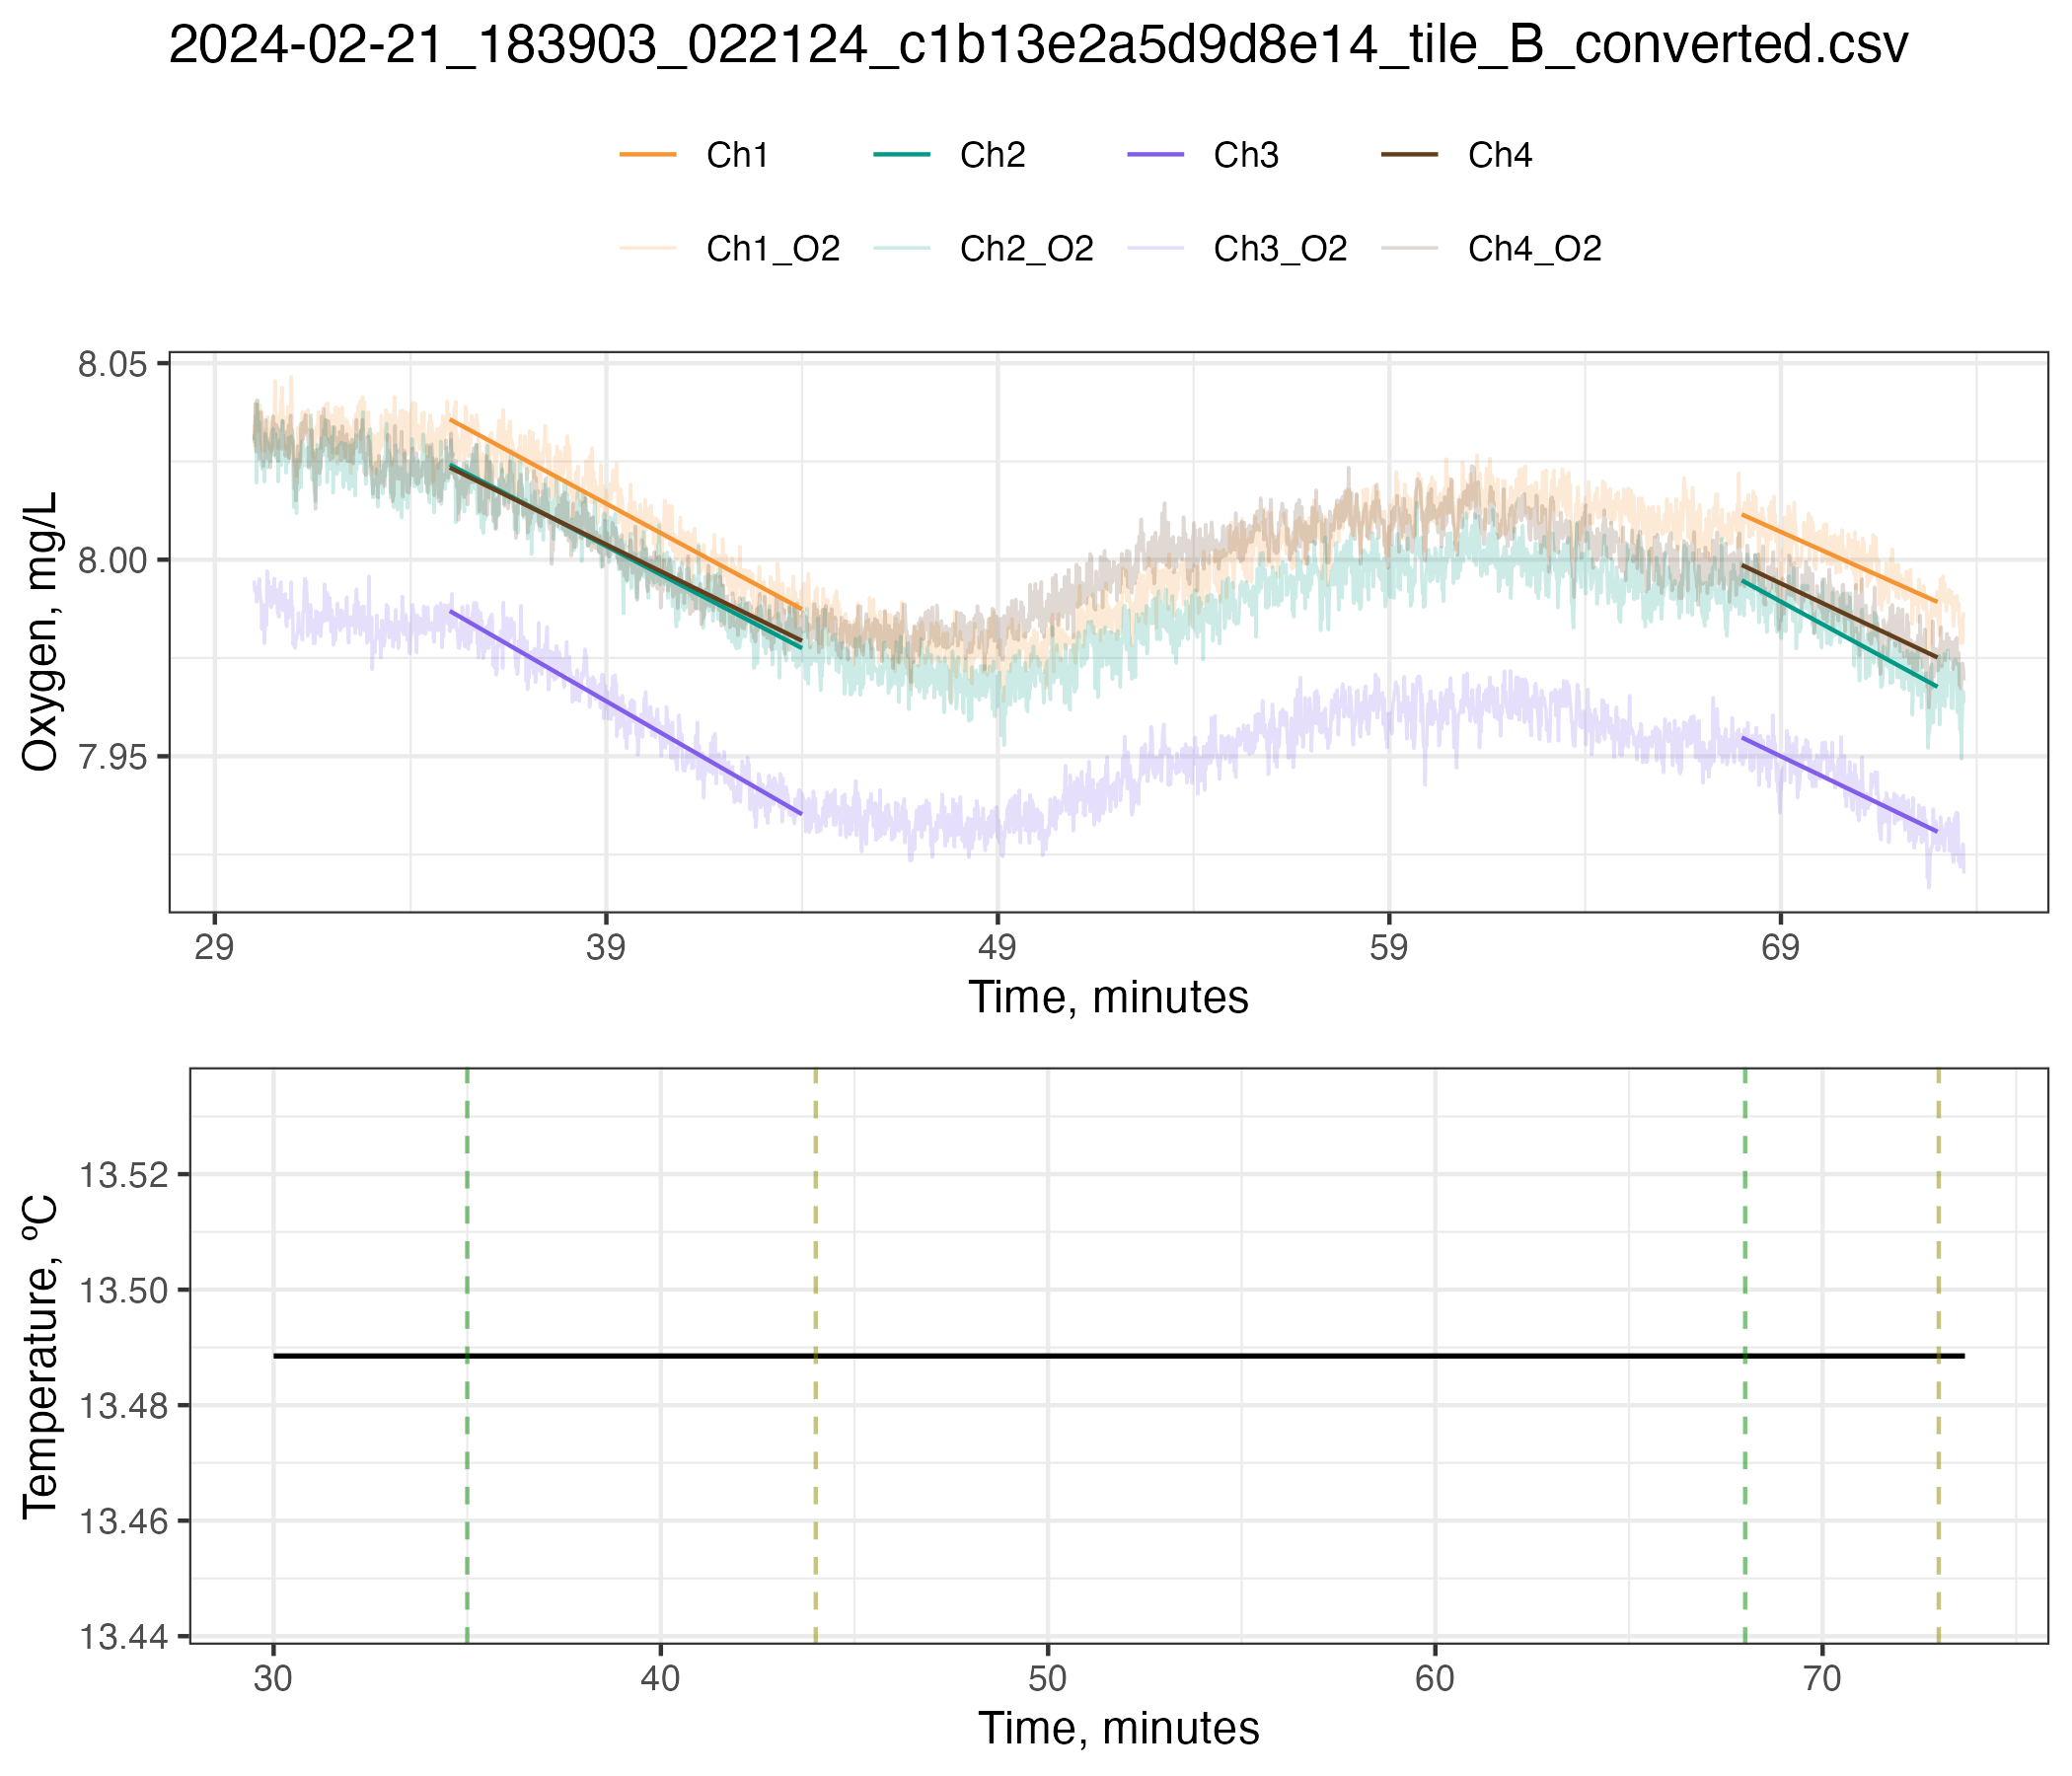 2024-02-21_183903_022124_c1b13e2a5d9d8e14_tile_B_converted.csv
Ch1 Ch2 Ch3 Ch4
Ch1_O2 Ch2_O2 Ch3_O2 Ch4_O2
Oxygen, mg/L
8.05
8.00
7.95
29 39 49 59 69
Time, minutes
Temperature, ºC
13.52
13.50
13.48
13.46
13.44
30 40 50 60 70
Time, minutes